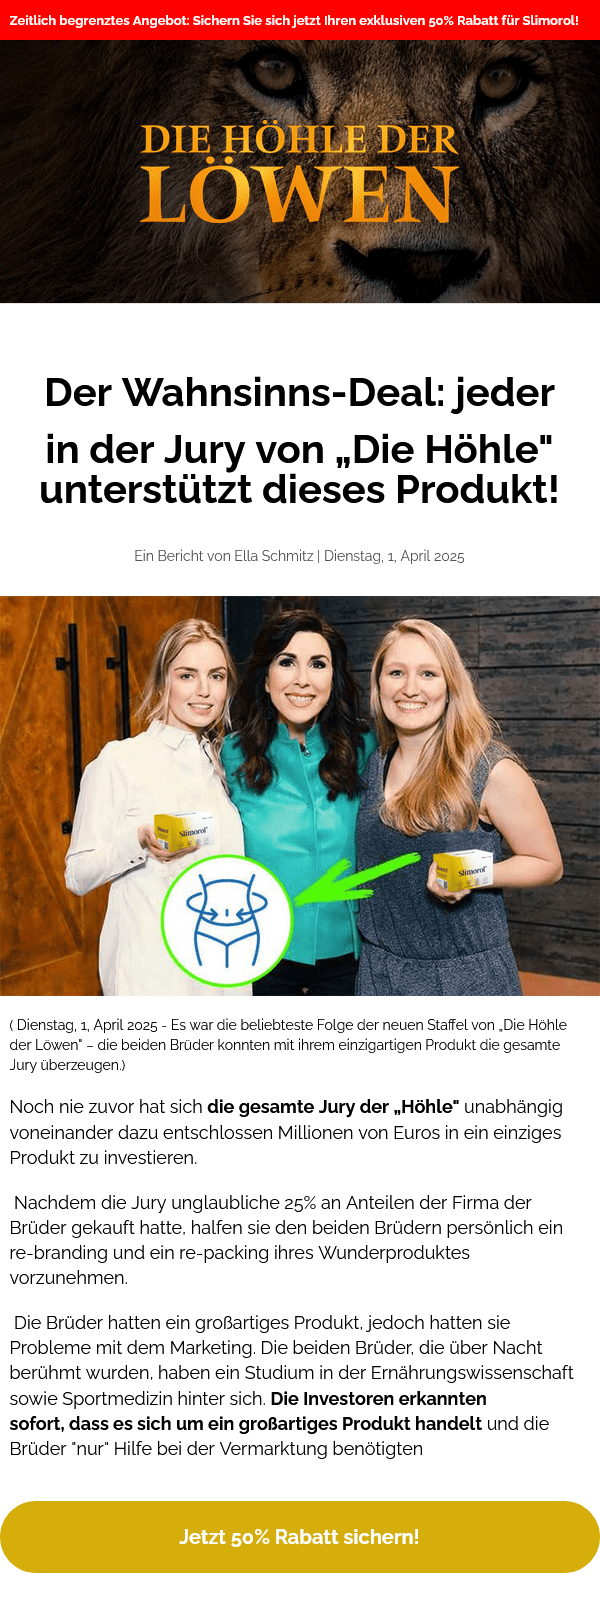 Zeitlich begrenztes Angebot: Sichern Sie sich jetzt Ihren exklusiven 50% Rabatt für Slimorol!
DIE HÖHLE DER
LÖWEN
Der Wahnsinns-Deal: jeder
in der Jury von „Die Höhle"
unterstützt dieses Produkt!
Ein Bericht von Ella Schmitz | Dienstag, 1, April 2025
Slimorol
Slimorol
( Dienstag, 1, April 2025 - Es war die beliebteste Folge der neuen Staffel von „Die Höhle
der Löwen" – die beiden Brüder konnten mit ihrem einzigartigen Produkt die gesamte
Jury überzeugen.)
Noch nie zuvor hat sich die gesamte Jury der „Höhle" unabhängig
voneinander dazu entschlossen Millionen von Euros in ein einziges
Produkt zu investieren.
Nachdem die Jury unglaubliche 25% an Anteilen der Firma der
Brüder gekauft hatte, halfen sie den beiden Brüdern persönlich ein
re-branding und ein re-packing ihres Wunderproduktes
vorzunehmen.
Die Brüder hatten ein großartiges Produkt, jedoch hatten sie
Probleme mit dem Marketing. Die beiden Brüder, die über Nacht
berühmt wurden, haben ein Studium in der Ernährungswissenschaft
sowie Sportmedizin hinter sich. Die Investoren erkannten
sofort, dass es sich um ein großartiges Produkt handelt und die
Brüder "nur" Hilfe bei der Vermarktung benötigten
Jetzt 50% Rabatt sichern!